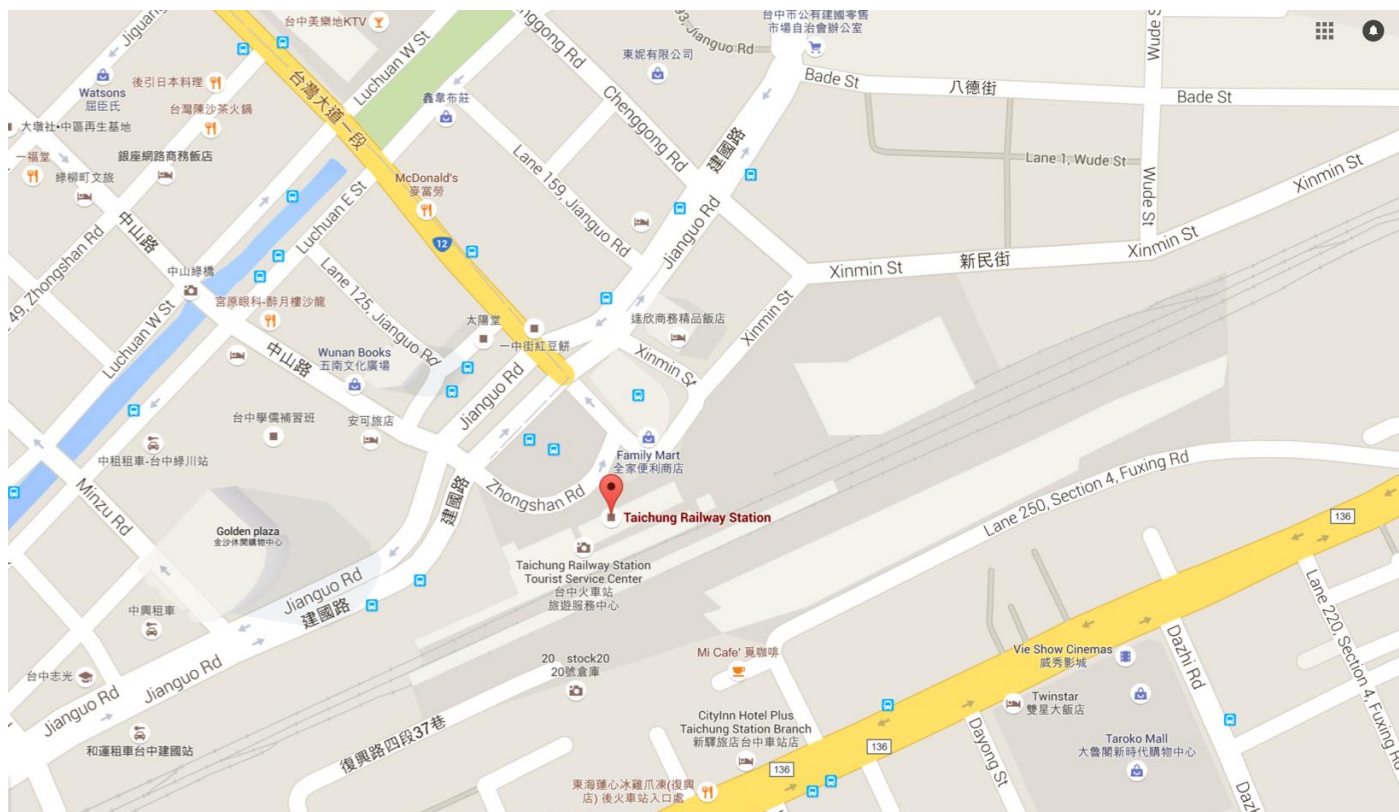 台中美樂地KTV
Jiguang
Luchuan W St
Chenggong Rd
93, Jianguo Rd
台中市公有建國零售
市場自治會辦公室
Wude St
東妮有限公司
Watsons
屈臣氏
後引日本料理
台灣大道一段
Bade St
八德街
Bade St
台灣陳沙茶火鍋
鑫韋布莊
Chenggong Rd
大墩社•中區再生基地
一福堂
銀座網路商務飯店
綠柳町文旅
McDonald's
麥當勞
Lane 159, Jianguo Rd
建國路
Lane 1, Wude St
Wude St
Xinmin St
中山路
Luchuan E St
12
Jianguo Rd
Xinmin St
新民街
Xinmin St
49, Zhongshan Rd
中山綠橋
Lane 125, Jianguo Rd
宮原眼科-醉月樓沙龍
太陽堂
一中街紅豆餅
達欣商務精品飯店
Xinmin St
Luchuan W St
中山路
Wunan Books
五南文化廣場
Xinmin St
Jianguo Rd
台中學儒補習班
安可旅店
中租租車-台中綠川站
Family Mart
全家便利商店
Minzu Rd
建國路
Zhongshan Rd
Lane 250, Section 4, Fuxing Rd
Taichung Railway Station
136
Golden plaza
金沙休閒購物中心
Taichung Railway Station
Tourist Service Center
台中火車站
旅遊服務中心
Jianguo Rd
建國路
中興租車
Lane 220, Section 4, Fuxing Rd
Dazhi Rd
20 stock20
20號倉庫
Mi Cafe' 覓咖啡
Vie Show Cinemas
威秀影城
台中志光
Jianguo Rd
Jianguo Rd
Twinstar
雙星大飯店
CityInn Hotel Plus
Taichung Station Branch
新驛旅店台中車站店
136
Dayong St
Taroko Mall
大魯閣新時代購物中心
和運租車台中建國站
復興路四段37巷
136
東海蓮心冰雞爪凍(復興
店) 後火車站入口處
Dazhi